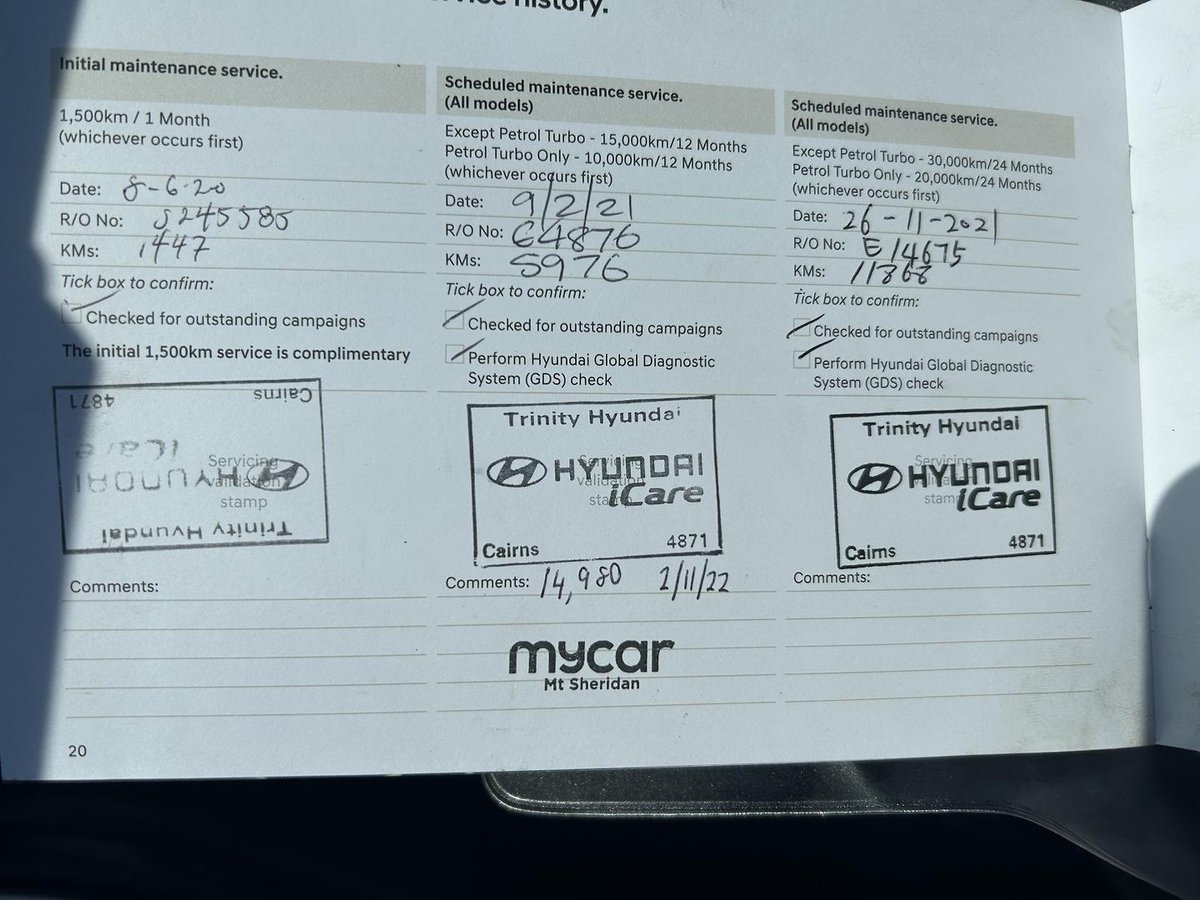 history.
Initial maintenance service.
1,500km / 1 Month
(whichever occurs first)
Date: 8-6-20
R/O No: S245585
KMs: 1447
Tick box to confirm:
Checked for outstanding campaigns
The initial 1,500km service is complimentary
Cairns 4871
iCare
HYUNDAI
Trinity Hyundai
Servicing
validation
stamp
Comments:
Scheduled maintenance service.
(All models)
Except Petrol Turbo - 15,000km/12 Months
Petrol Turbo Only - 10,000km/12 Months
(whichever occurs first)
Date: 9/2/21
R/O No: 64876
KMs: 5976
Tick box to confirm:
Checked for outstanding campaigns
Perform Hyundai Global Diagnostic
System (GDS) check
Trinity Hyundai
HYUNDAI
iCare
Cairns 4871
Comments: 14,980 2/11/22
mycar
Mt Sheridan
Scheduled maintenance service.
(All models)
Except Petrol Turbo - 30,000km/24 Months
Petrol Turbo Only - 20,000km/24 Months
(whichever occurs first)
Date: 26-11-2021
R/O No: E14675
KMs: 11868
Tick box to confirm:
Checked for outstanding campaigns
Perform Hyundai Global Diagnostic
System (GDS) check
Trinity Hyundai
HYUNDAI
iCare
Cairns 4871
Comments:
20